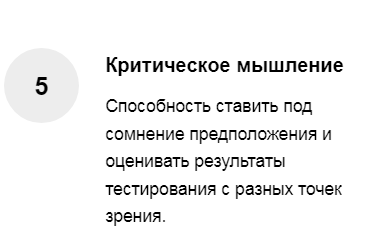 5
Критическое мышление
Способность ставить под
сомнение предположения и
оценивать результаты
тестирования с разных точек
зрения.